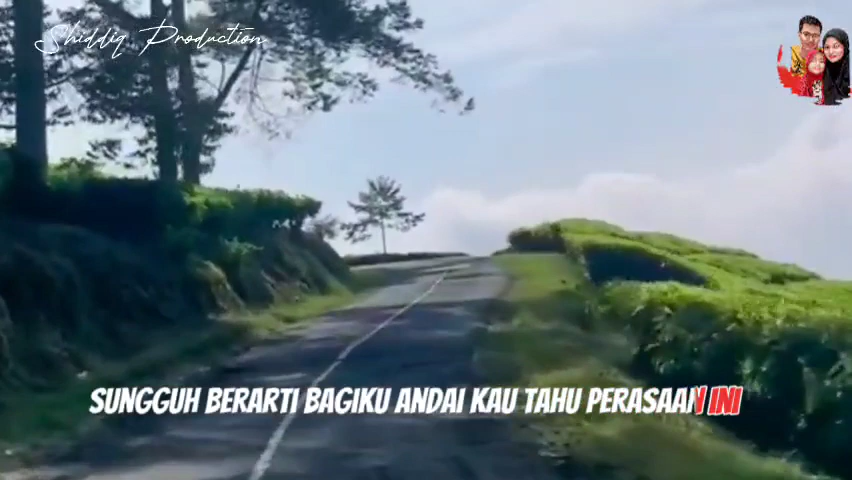 Shiddiq Production
SUNGGUH BERARTI BAGIKU ANDAI KAU TAHU PERASAAN INI